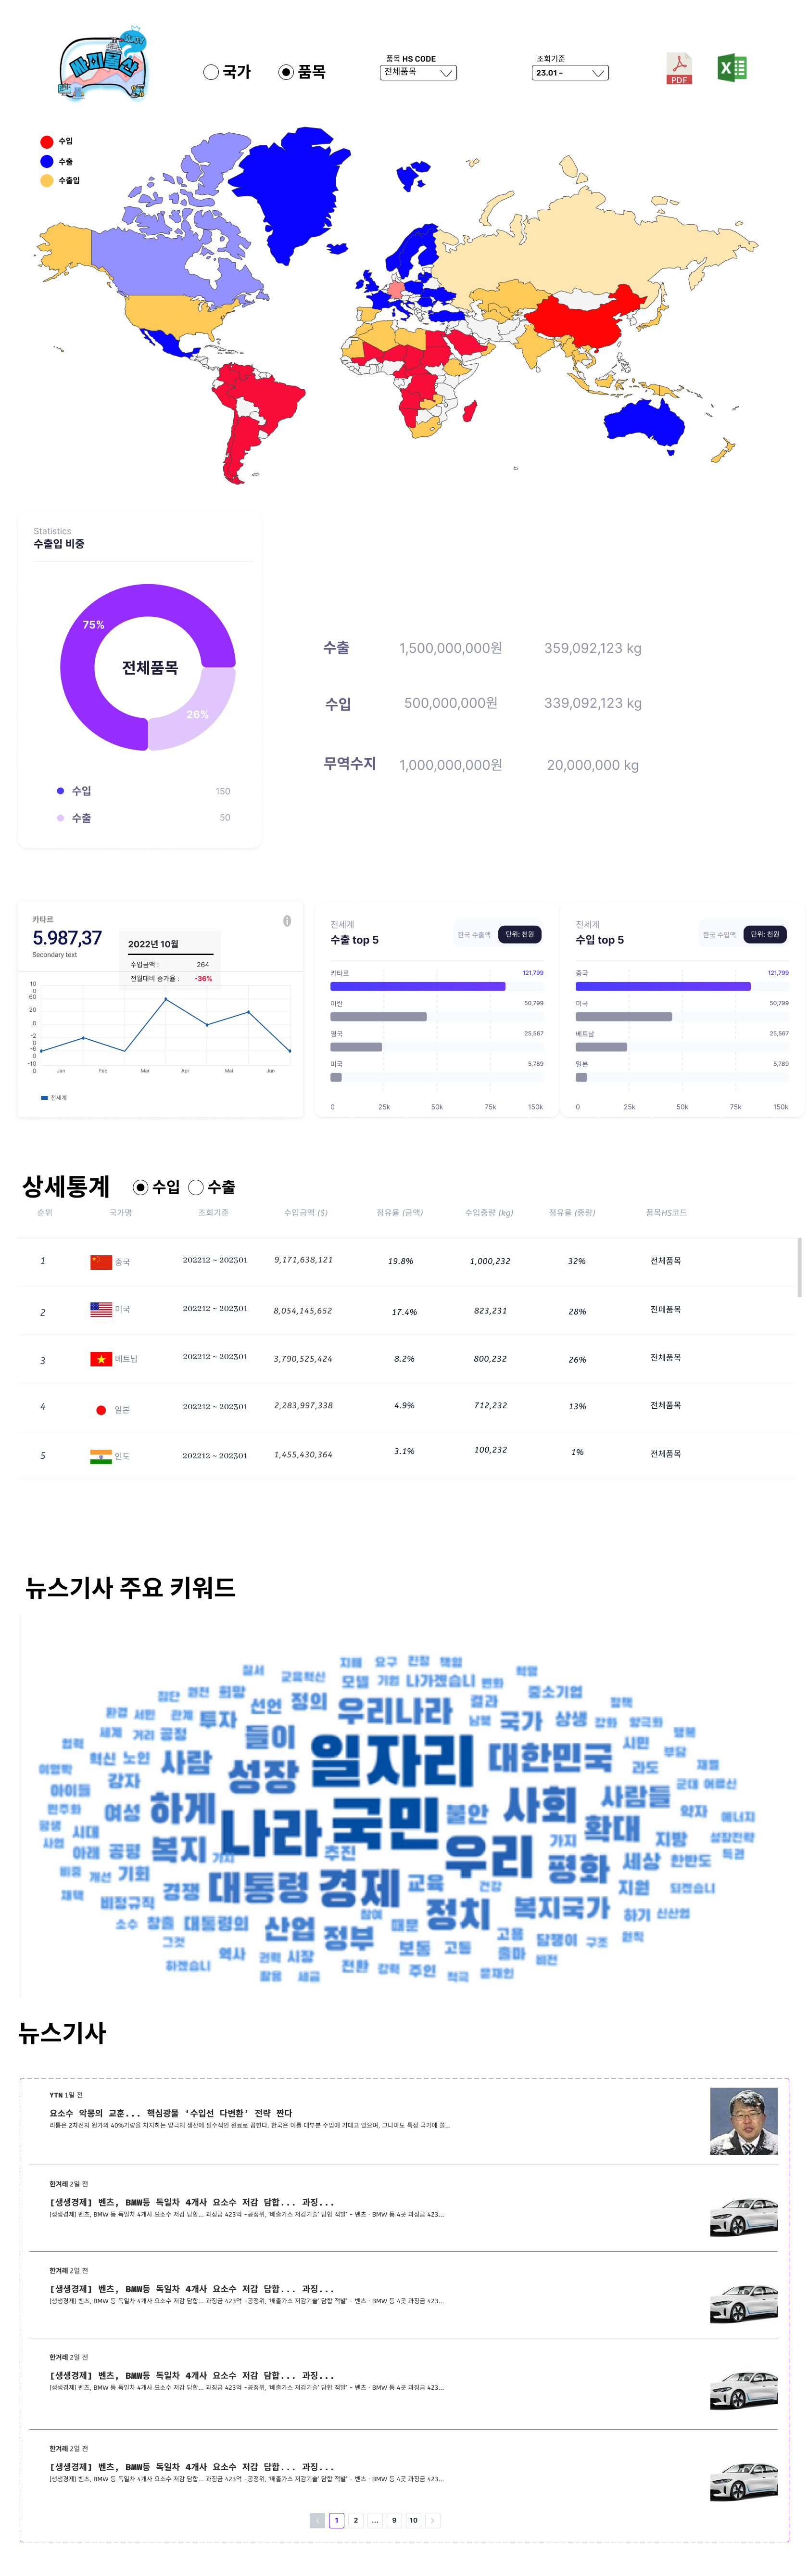 싸피물산
국가
품목
품목 HS CODE
전체품목
조회기준
23.01 ~
PDF
X
수입
수출
수출입
Statistics
수출입 비중
75%
전체품목
26%
수입 150
수출 50
수출 1,500,000,000원 359,092,123 kg
수입 500,000,000원 339,092,123 kg
무역수지 1,000,000,000원 20,000,000 kg
카타르
5.987,37
Secondary text
2022년 10월
수입금액 : 264
전월대비 증가율 : -36%
10
0
60
20
0
-2
0
-6
0
-10
0
Jan Feb Mar Apr Mai Jun
전세계
전세계
수출 top 5
한국 수출액 단위: 천원
카타르 121,799
이란 50,799
영국 25,567
미국 5,789
0 25k 50k 75k 150k
전세계
수입 top 5
한국 수입액 단위: 천원
중국 121,799
미국 50,799
베트남 25,567
일본 5,789
0 25k 50k 75k 150k
상세통계 수입 수출
순위 국가명 조회기준 수입금액 ($) 점유율 (금액) 수입중량 (kg) 점유율 (중량) 품목HS코드
1 중국 202212 ~ 202301 9,171,638,121 19.8% 1,000,232 32% 전체품목
2 미국 202212 ~ 202301 8,054,145,652 17.4% 823,231 28% 전폐품목
3 베트남 202212 ~ 202301 3,790,525,424 8.2% 800,232 26% 전체품목
4 일본 202212 ~ 202301 2,283,997,338 4.9% 712,232 13% 전체품목
5 인도 202212 ~ 202301 1,455,430,364 3.1% 100,232 1% 전체품목
뉴스기사 주요 키워드
질서 교육혁신 지혜 요구 진정 책임
모델 기업 나가겠습니 변화 혁명
집단 완전 희망 선언 정의 우리나라 결과 중소기업 정책
환경 서민 관계 투자 들이 남북 국가 상생 강화 양극화 행복
협력 세계 거리 공정 일자리 대한민국 시민 부담
이명박 혁신 노인 사람 성장 과도 재벌
아이들 강자 사람들 군대 어르신
민주화 여성 하게 나라 국민 불안 사회 약자 에너지
평생 시대 확대 지방 성장전략
사업 아래 공평 복지 가치 추진 우리 가지 평화 세상 한반도 득권
비중 개선 기회 경쟁 대통령 경제 교육 건강 지원 되겠습니
채택 비정규직 참여 정치 복지국가
소수 창출 대통령의 산업 정부 때문 고용 담쟁이 하기 신산업
그것 역사 권력 시장 보통 고통 출마 구조 원칙
하겠습니 활용 세금 전환 강력 주인 적극 문재인 비전
뉴스기사
YTN 1일 전
요소수 악몽의 교훈... 핵심광물 ‘수입선 다변환’ 전략 짠다
리튬은 2차전지 원가의 40%가량을 차지하는 양극재 생산에 필수적인 원료로 꼽힌다. 한국은 이를 대부분 수입에 기대고 있으며, 그나마도 특정 국가에 쏠...
한겨레 2일 전
[생생경제] 벤츠, BMW등 독일차 4개사 요소수 저감 담합... 과징...
[생생경제] 벤츠, BMW 등 독일차 4개사 요소수 저감 담합... 과징금 423억 -공정위, '배출가스 저감기술' 담합 적발' - 벤츠 · BMW 등 4곳 과징금 423...
한겨레 2일 전
[생생경제] 벤츠, BMW등 독일차 4개사 요소수 저감 담합... 과징...
[생생경제] 벤츠, BMW 등 독일차 4개사 요소수 저감 담합... 과징금 423억 -공정위, '배출가스 저감기술' 담합 적발' - 벤츠 · BMW 등 4곳 과징금 423...
한겨레 2일 전
[생생경제] 벤츠, BMW등 독일차 4개사 요소수 저감 담합... 과징...
[생생경제] 벤츠, BMW 등 독일차 4개사 요소수 저감 담합... 과징금 423억 -공정위, '배출가스 저감기술' 담합 적발' - 벤츠 · BMW 등 4곳 과징금 423...
한겨레 2일 전
[생생경제] 벤츠, BMW등 독일차 4개사 요소수 저감 담합... 과징...
[생생경제] 벤츠, BMW 등 독일차 4개사 요소수 저감 담합... 과징금 423억 -공정위, '배출가스 저감기술' 담합 적발' - 벤츠 · BMW 등 4곳 과징금 423...
1 2 ... 9 10